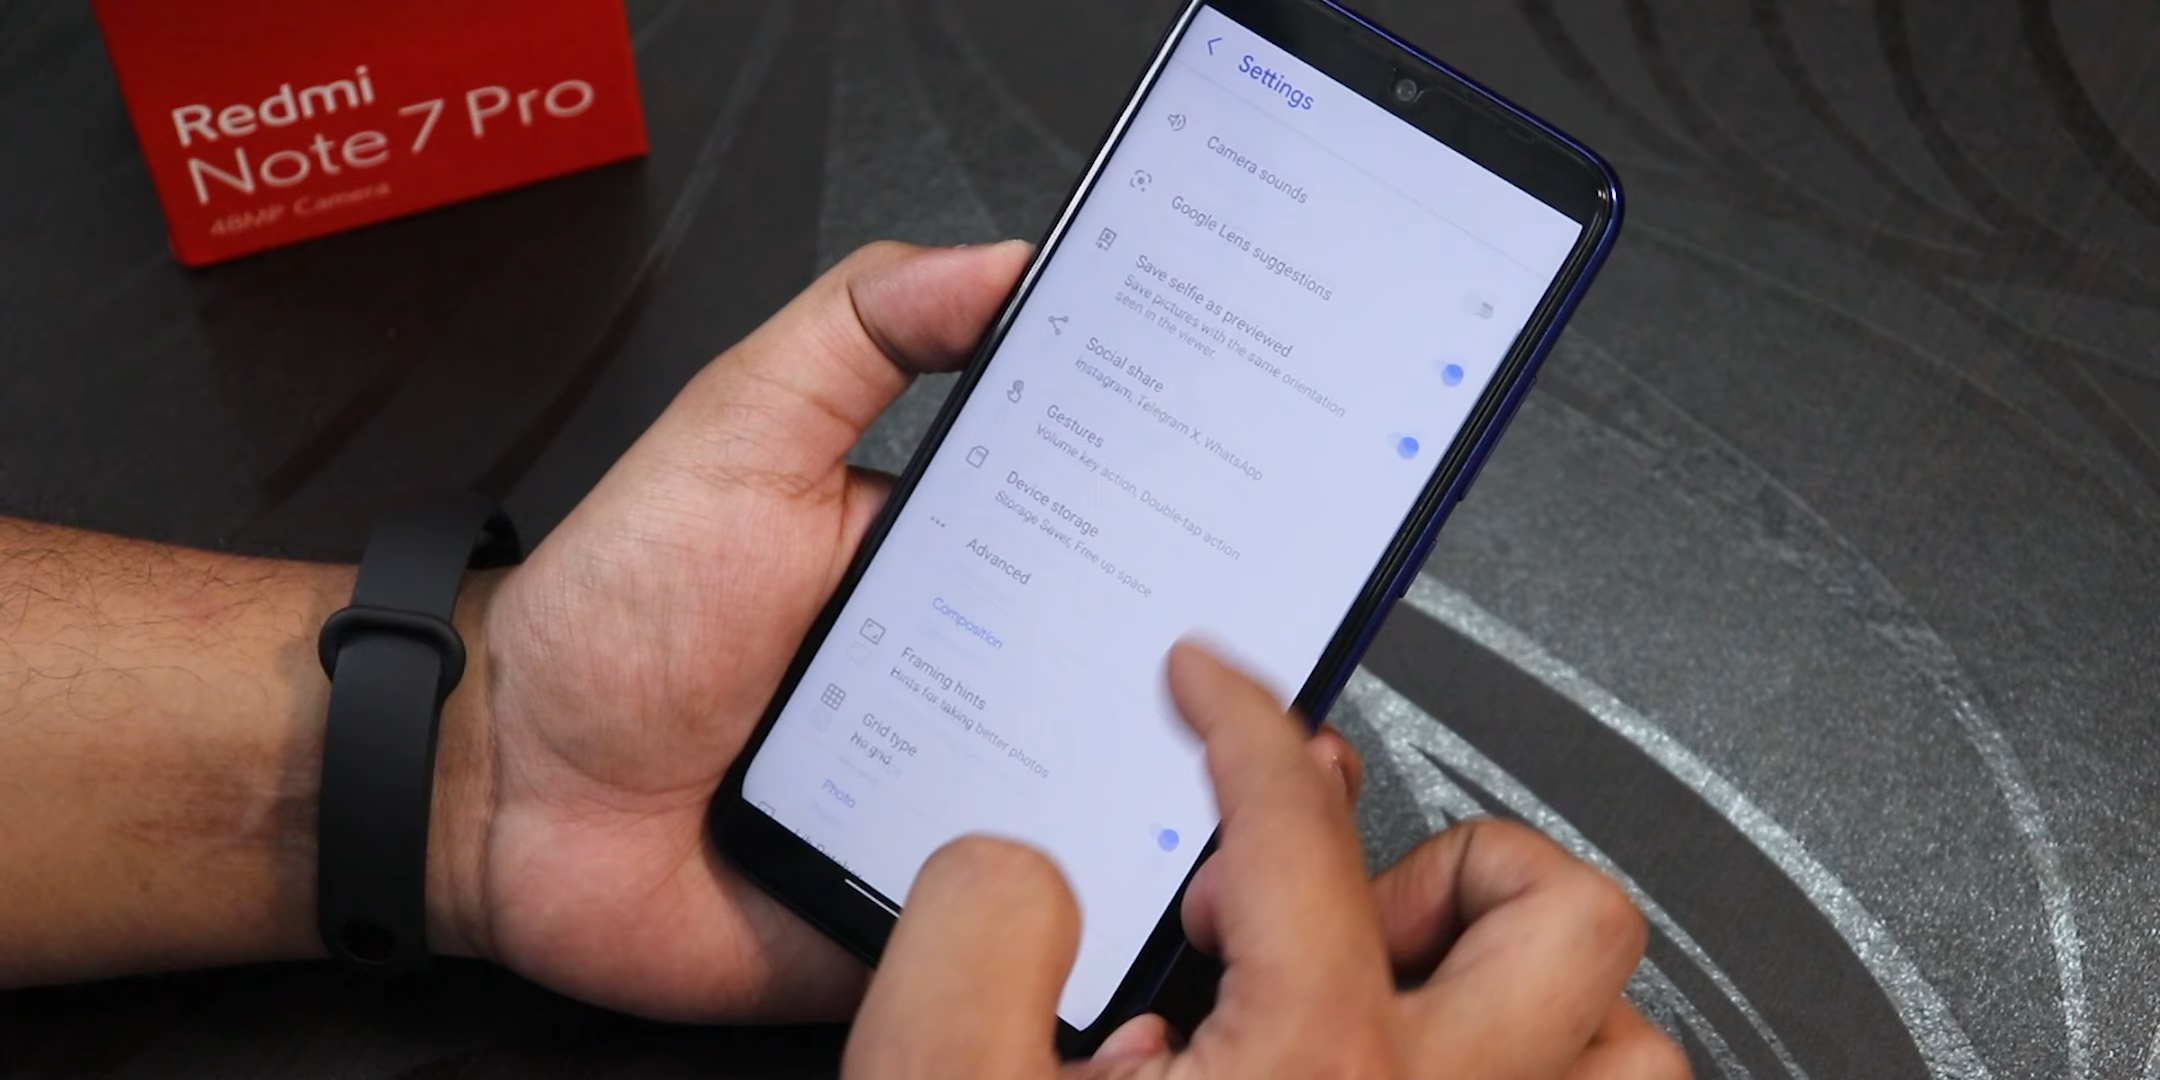 Redmi
Note 7 Pro
48MP Camera
Settings
Camera sounds
Google Lens suggestions
Save selfie as previewed
Save pictures with the same orientation
seen in the viewer.
Social share
Instagram, Telegram X, WhatsApp
Gestures
Volume key action, Double-tap action
Device storage
Storage Saver, Free up space
Advanced
Composition
Framing hints
Hints for taking better photos
Grid type
No grid
Photo